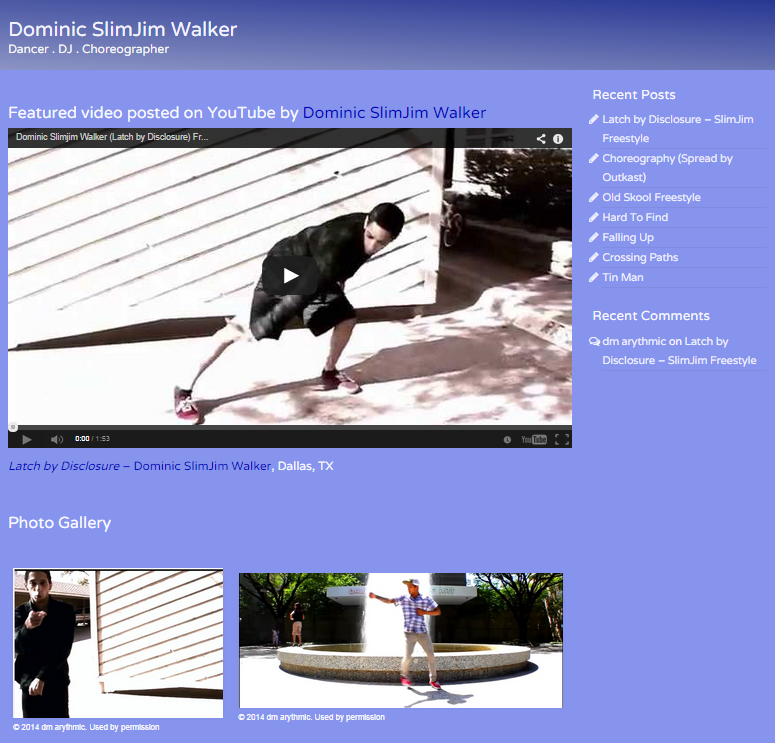 Dominic SlimJim Walker
Dancer . DJ . Choreographer
Featured video posted on YouTube by Dominic SlimJim Walker
Dominic Slimjim Walker (Latch by Disclosure) Fr...
0:00 / 1:53
YouTube
Latch by Disclosure – Dominic SlimJim Walker, Dallas, TX
Photo Gallery
© 2014 dm arythmic. Used by permission
© 2014 dm arythmic. Used by permission
Recent Posts
Latch by Disclosure – SlimJim
Freestyle
Choreography (Spread by
Outkast)
Old Skool Freestyle
Hard To Find
Falling Up
Crossing Paths
Tin Man
Recent Comments
dm arythmic on Latch by
Disclosure – SlimJim Freestyle